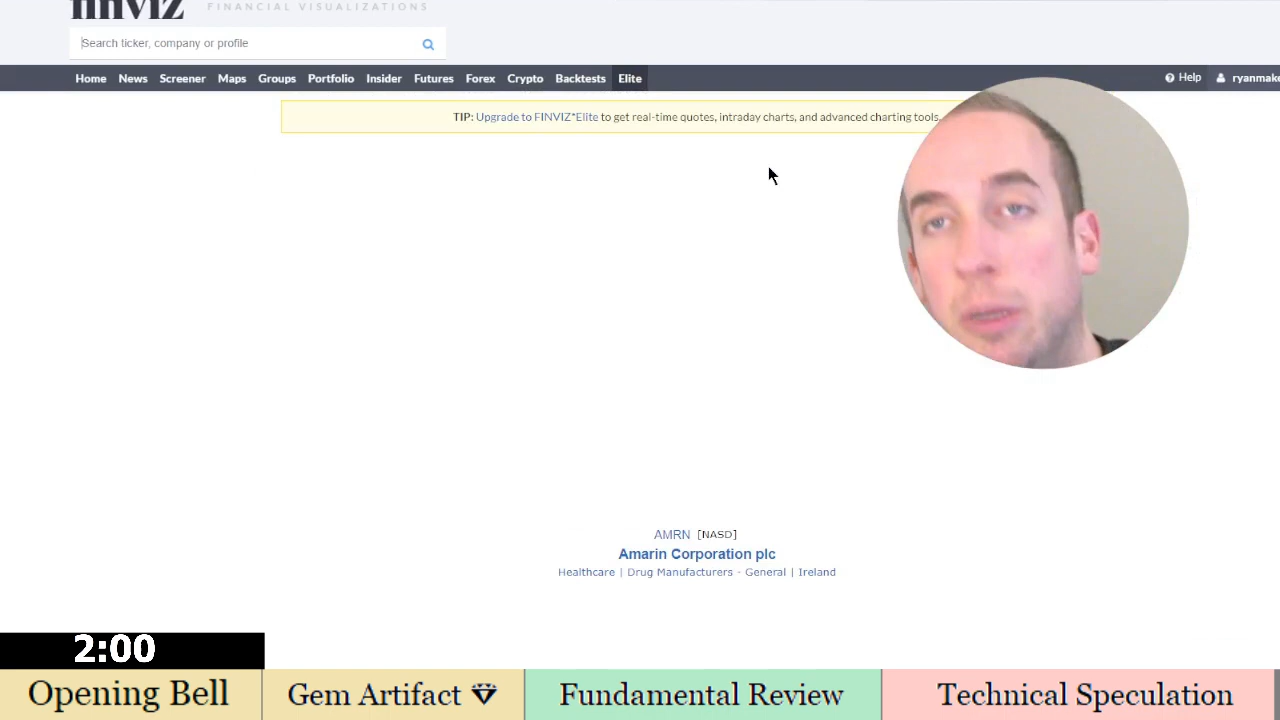 finviz FINANCIAL VISUALIZATIONS
Search ticker, company or profile
Home News Screener Maps Groups Portfolio Insider Futures Forex Crypto Backtests Elite Help ryanmake
TIP: Upgrade to FINVIZ*Elite to get real-time quotes, intraday charts, and advanced charting tools.
AMRN [NASD]
Amarin Corporation plc
Healthcare | Drug Manufacturers - General | Ireland
2:00
Opening Bell Gem Artifact Fundamental Review Technical Speculation